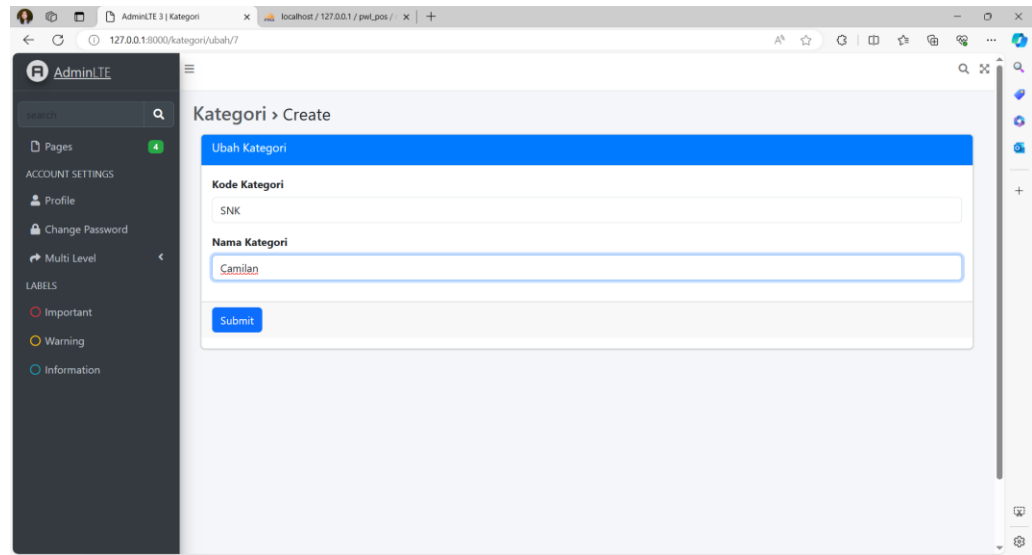 AdminLTE 3 | Kategori
localhost / 127.0.0.1 / pwl_pos /
127.0.0.1:8000/kategori/ubah/7
AdminLTE
search
Kategori › Create
Pages 4
ACCOUNT SETTINGS
Profile
Change Password
Multi Level
LABELS
Important
Warning
Information
Ubah Kategori
Kode Kategori
SNK
Nama Kategori
Camilan
Submit